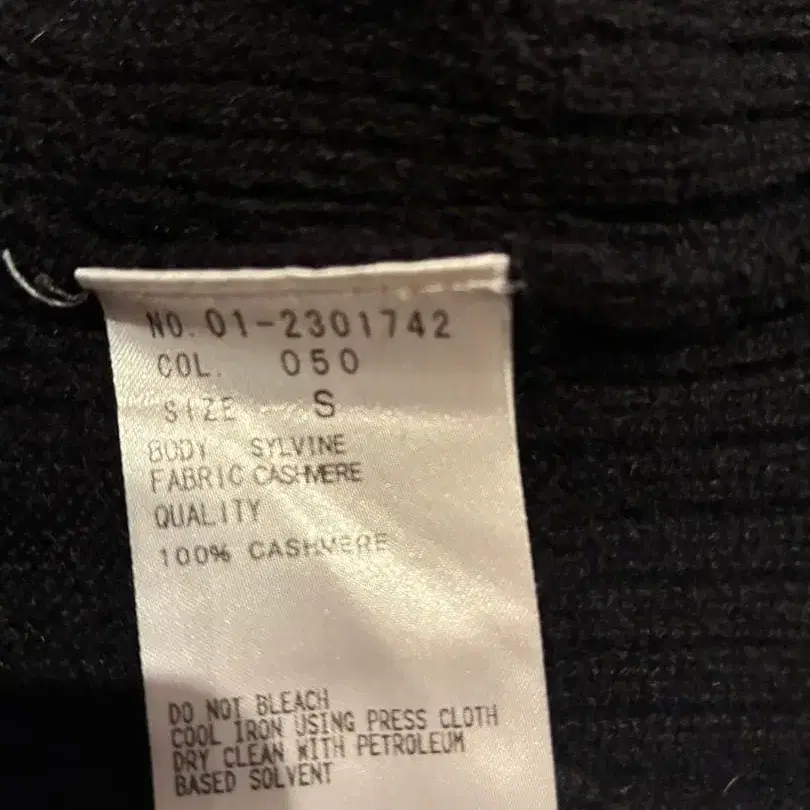 NO. 01-2301742
COL. 050
SIZE S
BODY SYLVINE
FABRIC CASHMERE
QUALITY
100% CASHMERE
DO NOT BLEACH
COOL IRON USING PRESS CLOTH
DRY CLEAN WITH PETROLEUM
BASED SOLVENT